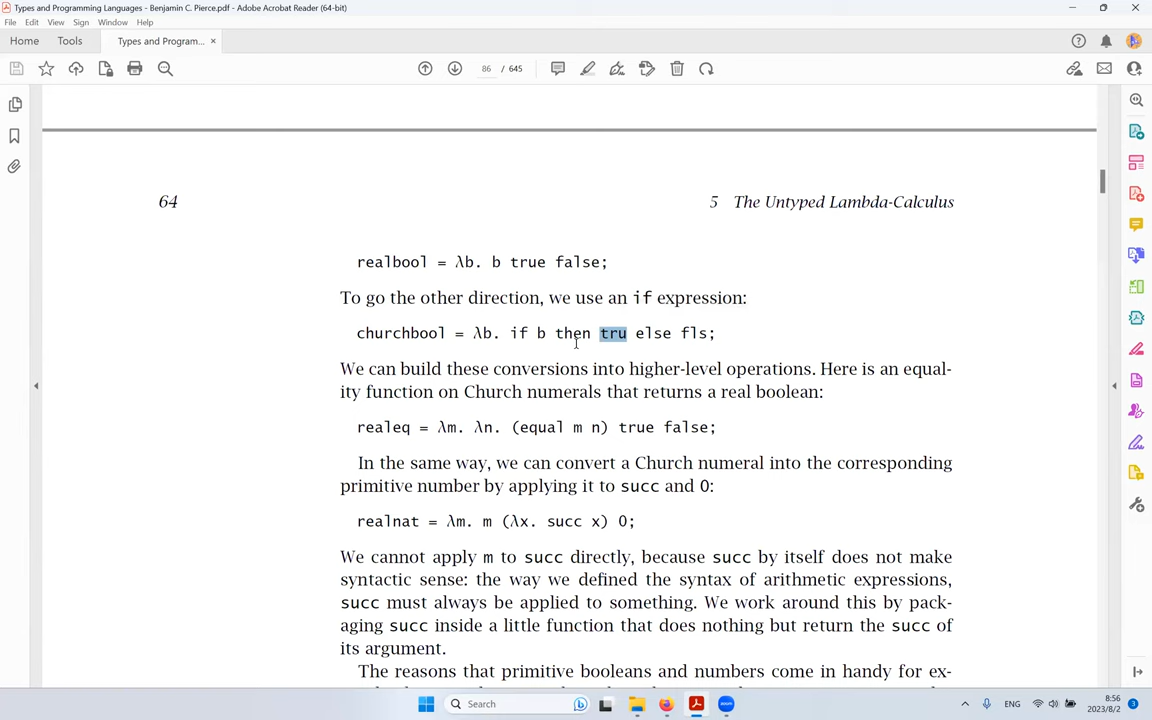 Types and Programming Languages - Benjamin C. Pierce.pdf - Adobe Acrobat Reader (64-bit)
File Edit View Sign Window Help
Home Tools Types and Program... ×
86 / 645
64 5 The Untyped Lambda-Calculus
realbool = λb. b true false;
To go the other direction, we use an if expression:
churchbool = λb. if b then tru else fls;
We can build these conversions into higher-level operations. Here is an equal-
ity function on Church numerals that returns a real boolean:
realeq = λm. λn. (equal m n) true false;
In the same way, we can convert a Church numeral into the corresponding
primitive number by applying it to succ and 0:
realnat = λm. m (λx. succ x) 0;
We cannot apply m to succ directly, because succ by itself does not make
syntactic sense: the way we defined the syntax of arithmetic expressions,
succ must always be applied to something. We work around this by pack-
aging succ inside a little function that does nothing but return the succ of
its argument.
The reasons that primitive booleans and numbers come in handy for ex-
Search
ENG
8:56
2023/8/2
3